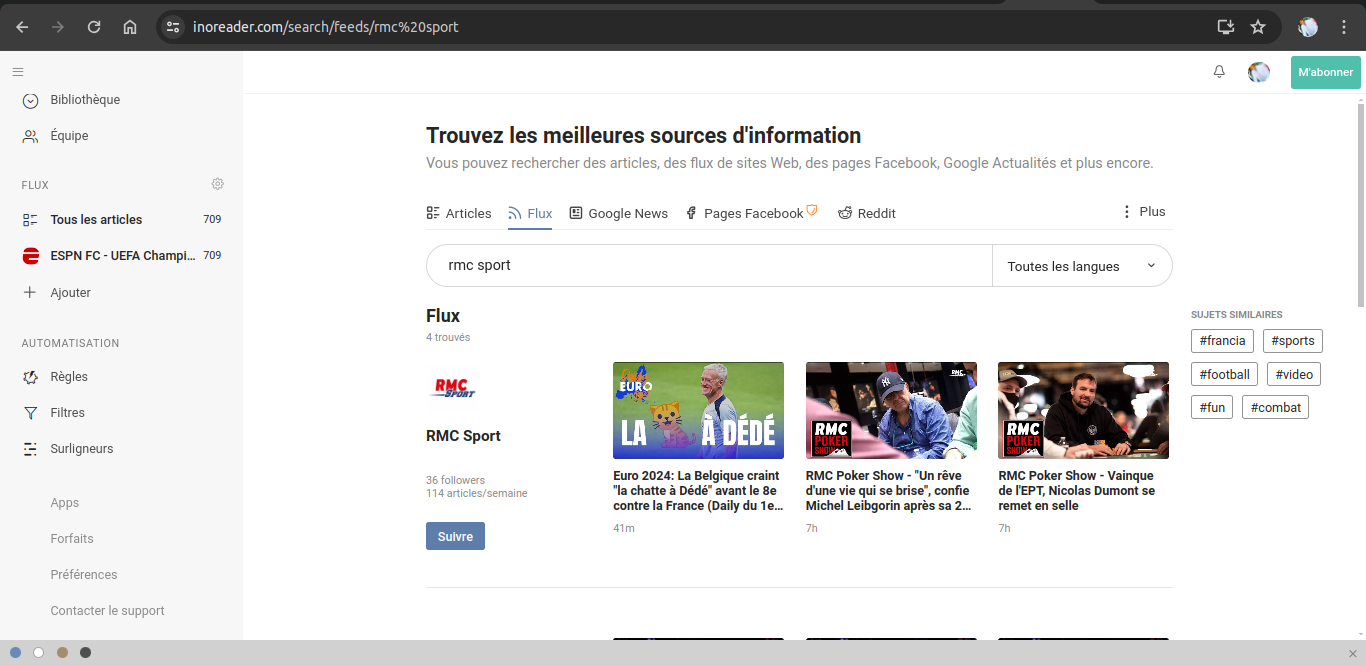 inoreader.com/search/feeds/rmc%20sport
M'abonner
Bibliothèque
Équipe
FLUX
Tous les articles 709
ESPN FC - UEFA Champi... 709
Ajouter
AUTOMATISATION
Règles
Filtres
Surligneurs
Apps
Forfaits
Préférences
Contacter le support
Trouvez les meilleures sources d'information
Vous pouvez rechercher des articles, des flux de sites Web, des pages Facebook, Google Actualités et plus encore.
Articles Flux Google News Pages Facebook Reddit Plus
rmc sport Toutes les langues
Flux
4 trouvés
RMC
SPORT
RMC Sport
36 followers
114 articles/semaine
Suivre
EURO
LA À DÉDÉ
Euro 2024: La Belgique craint
"la chatte à Dédé" avant le 8e
contre la France (Daily du 1e...
41m
RMC
POKER
SHOW
RMC Poker Show - "Un rêve
d'une vie qui se brise", confie
Michel Leibgorin après sa 2...
7h
RMC
POKER
SHOW
RMC Poker Show - Vainque
de l'EPT, Nicolas Dumont se
remet en selle
7h
SUJETS SIMILAIRES
#francia #sports
#football #video
#fun #combat